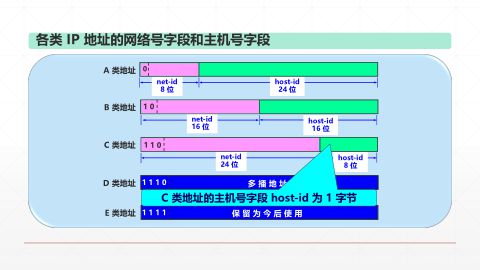 各类 IP 地址的网络号字段和主机号字段
A 类地址 0
net-id host-id
8 位 24 位
B 类地址 1 0
net-id host-id
16 位 16 位
C 类地址 1 1 0
net-id host-id
24 位 8 位
D 类地址 1 1 1 0 多 播 地
C 类地址的主机号字段 host-id 为 1 字节
E 类地址 1 1 1 1 保 留 为 今 后 使 用